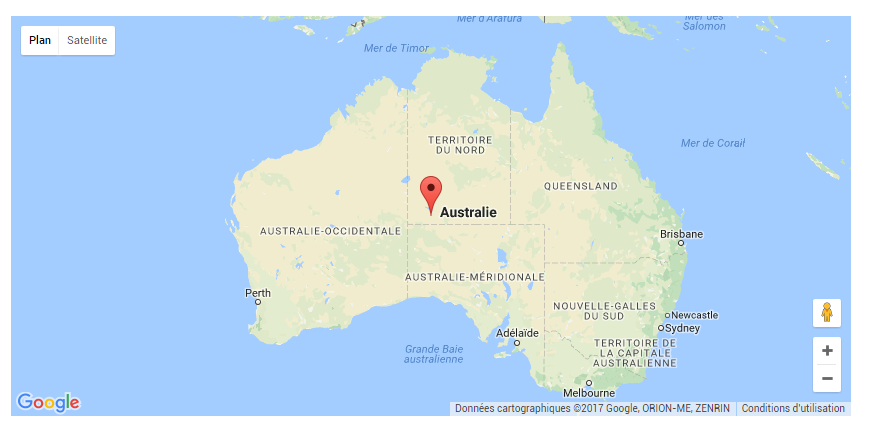 Mer d'Arafura
Mer des
Salomon
Plan
Satellite
Mer de Timor
TERRITOIRE
DU NORD
Mer de Corail
QUEENSLAND
Australie
AUSTRALIE-OCCIDENTALE
Brisbane
AUSTRALIE-MÉRIDIONALE
Perth
NOUVELLE-GALLES
DU SUD
Newcastle
Sydney
Adélaïde
TERRITOIRE DE
LA CAPITALE
AUSTRALIENNE
Grande Baie
australienne
Melbourne
Google
Données cartographiques ©2017 Google, ORION-ME, ZENRIN
Conditions d'utilisation